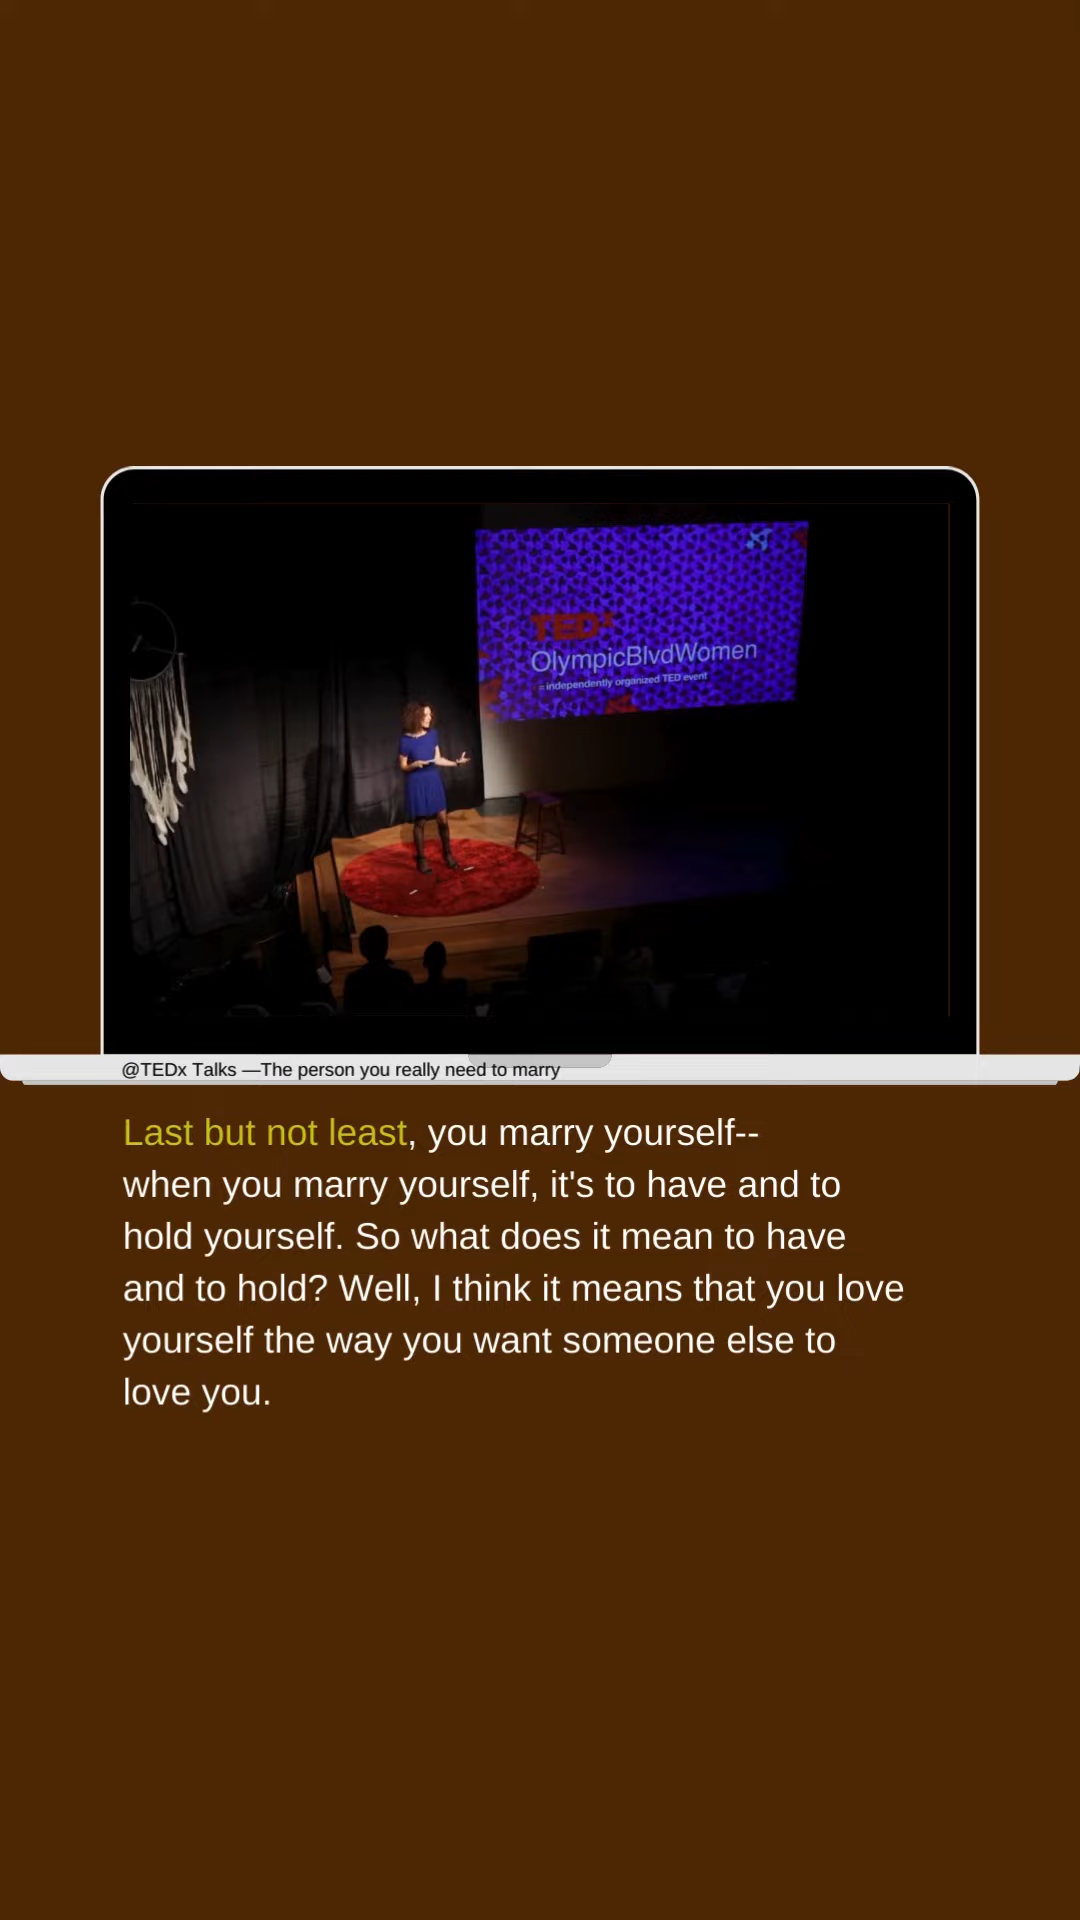 TEDx
OlympicBlvdWomen
= independently organized TED event
@TEDx Talks —The person you really need to marry
Last but not least, you marry yourself--
when you marry yourself, it's to have and to
hold yourself. So what does it mean to have
and to hold? Well, I think it means that you love
yourself the way you want someone else to
love you.